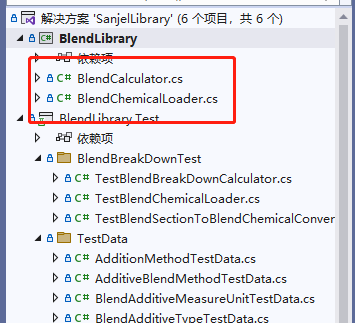 解决方案 'SanjelLibrary' (6 个项目，共 6 个)
C# BlendLibrary
依赖项
C# BlendCalculator.cs
C# BlendChemicalLoader.cs
BlendLibrary.Test
依赖项
BlendBreakDownTest
C# TestBlendBreakDownCalculator.cs
C# TestBlendChemicalLoader.cs
C# TestBlendSectionToBlendChemicalConver
TestData
C# AdditionMethodTestData.cs
C# AdditiveBlendMethodTestData.cs
C# BlendAdditiveMeasureUnitTestData.cs
C# BlendAdditiveTypeTestData.cs